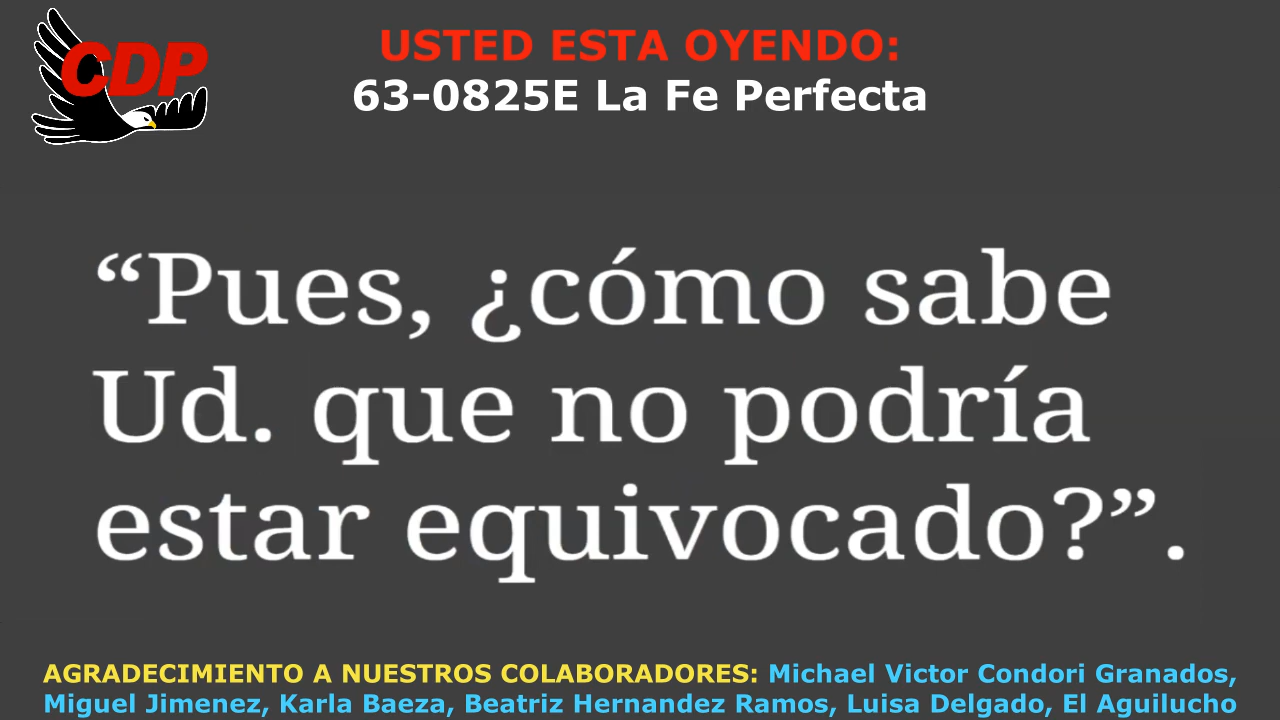 CDP
USTED ESTA OYENDO:
63-0825E La Fe Perfecta
“Pues, ¿cómo sabe
Ud. que no podría
estar equivocado?”.
AGRADECIMIENTO A NUESTROS COLABORADORES: Michael Victor Condori Granados,
Miguel Jimenez, Karla Baeza, Beatriz Hernandez Ramos, Luisa Delgado, El Aguilucho